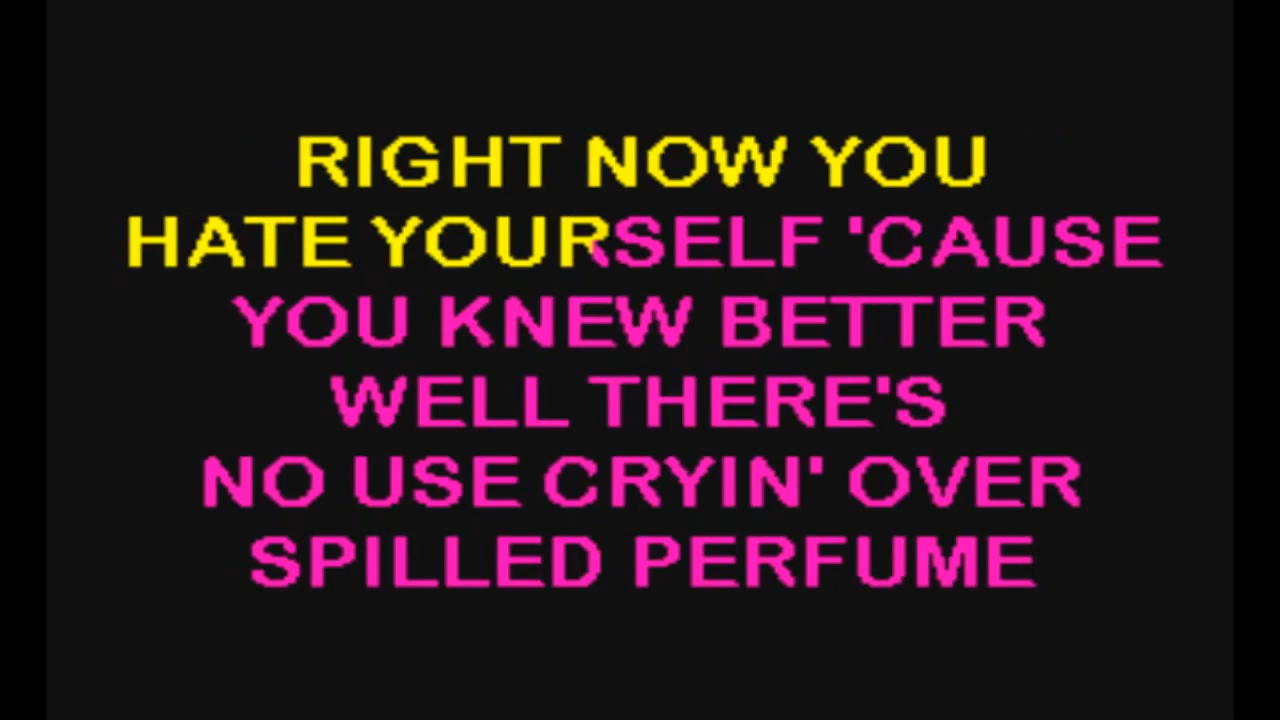 RIGHT NOW YOU
HATE YOURSELF 'CAUSE
YOU KNEW BETTER
WELL THERE'S
NO USE CRYIN' OVER
SPILLED PERFUME